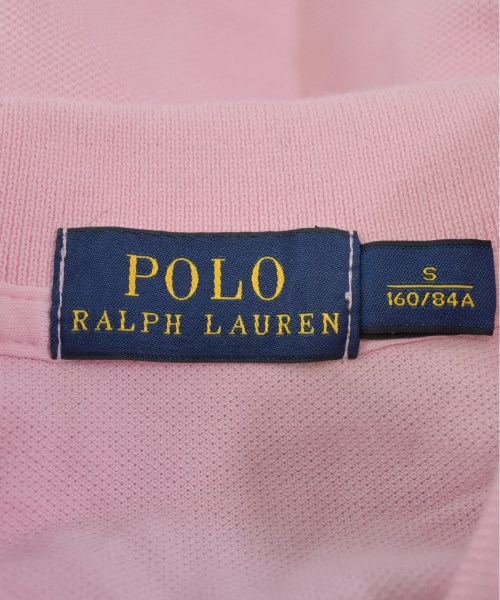 POLO
RALPH LAUREN
S
160/84A